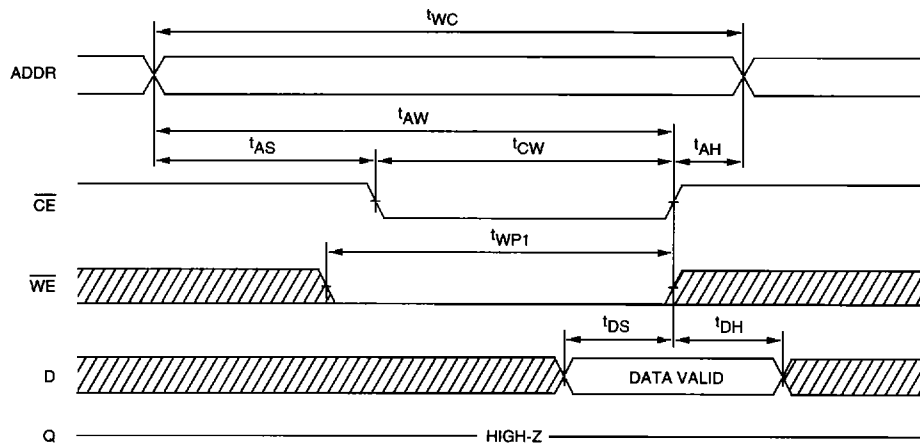 tWC
ADDR
tAW
tAS
tCW
tAH
CE
tWP1
WE
tDS
tDH
D
DATA VALID
Q
HIGH-Z